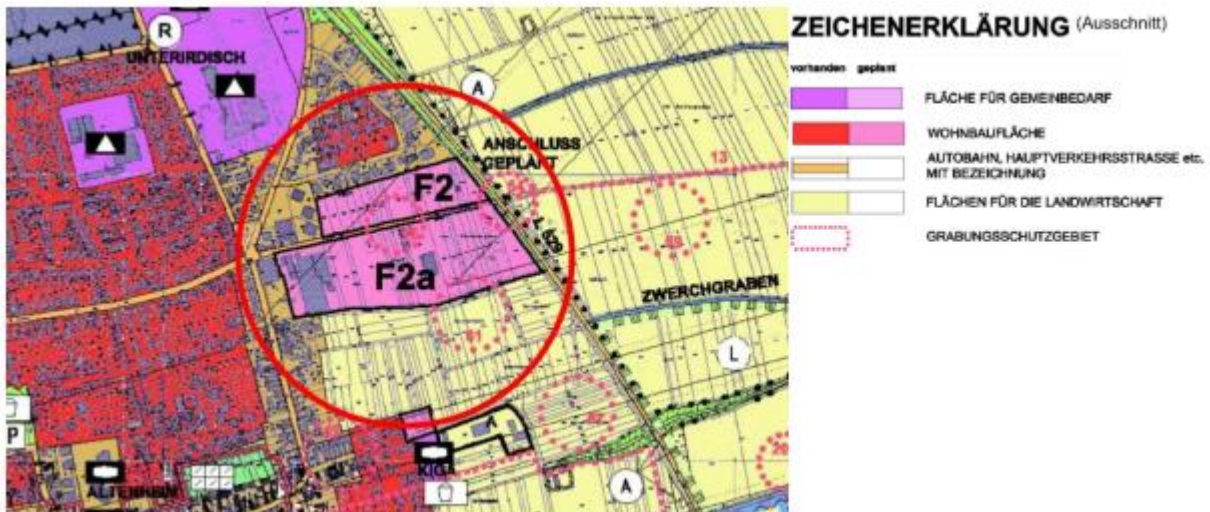 R
UNTERIRDISCH
A
ANSCHLUSS
GEPLANT
13
F2
F2a
ZWERCHGRABEN
L
P
ALTENHEIM
KIGA
A
ZEICHENERKLÄRUNG (Ausschnitt)
vorhanden geplant
FLÄCHE FÜR GEMEINBEDARF
WOHNBAUFLÄCHE
AUTOBAHN, HAUPTVERKEHRSSTRASSE etc.
MIT BEZEICHNUNG
FLÄCHEN FÜR DIE LANDWIRTSCHAFT
GRABUNGSSCHUTZGEBIET